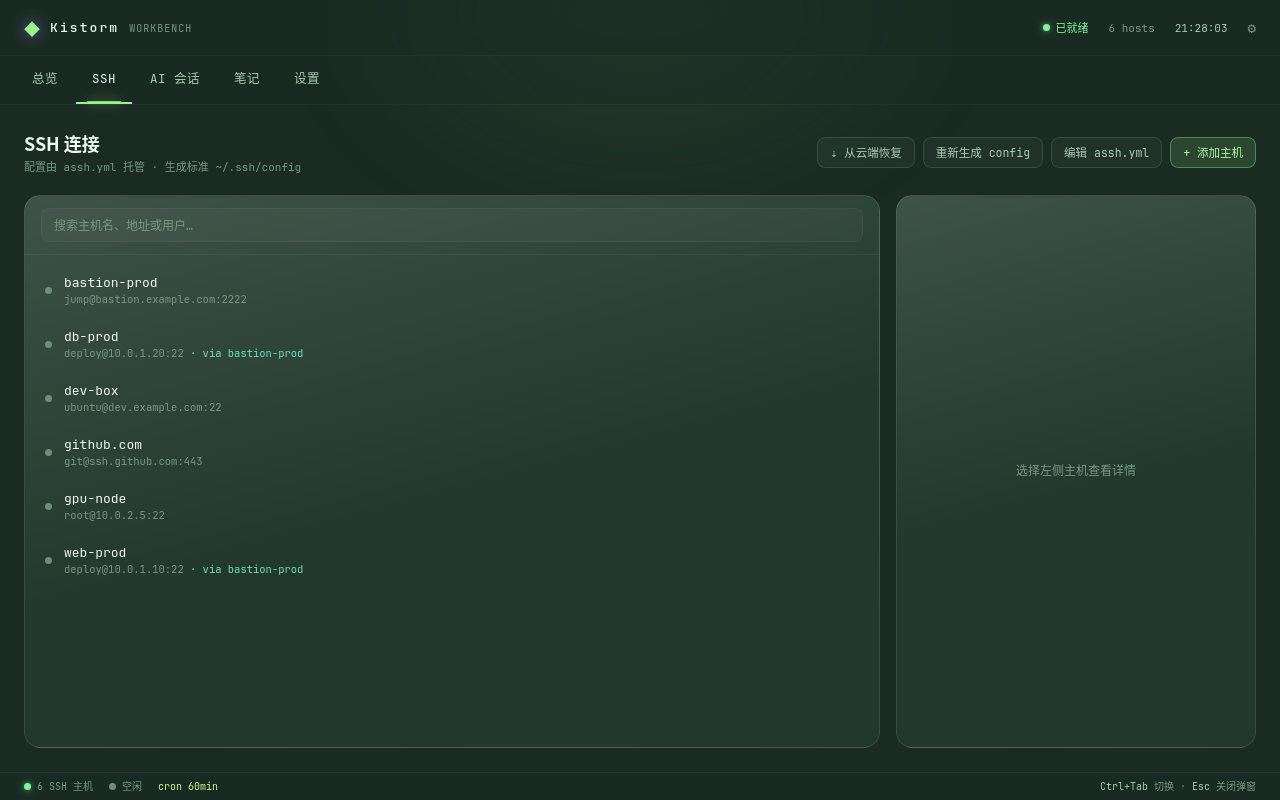 Kistorm WORKBENCH
已就绪 6 hosts 21:28:03
总览 SSH AI 会话 笔记 设置
SSH 连接
配置由 assh.yml 托管 · 生成标准 ~/.ssh/config
↓ 从云端恢复 重新生成 config 编辑 assh.yml + 添加主机
搜索主机名、地址或用户…
bastion-prod
jump@bastion.example.com:2222
db-prod
deploy@10.0.1.20:22 · via bastion-prod
dev-box
ubuntu@dev.example.com:22
github.com
git@ssh.github.com:443
gpu-node
root@10.0.2.5:22
web-prod
deploy@10.0.1.10:22 · via bastion-prod
选择左侧主机查看详情
6 SSH 主机 空闲 cron 60min
Ctrl+Tab 切换 · Esc 关闭弹窗